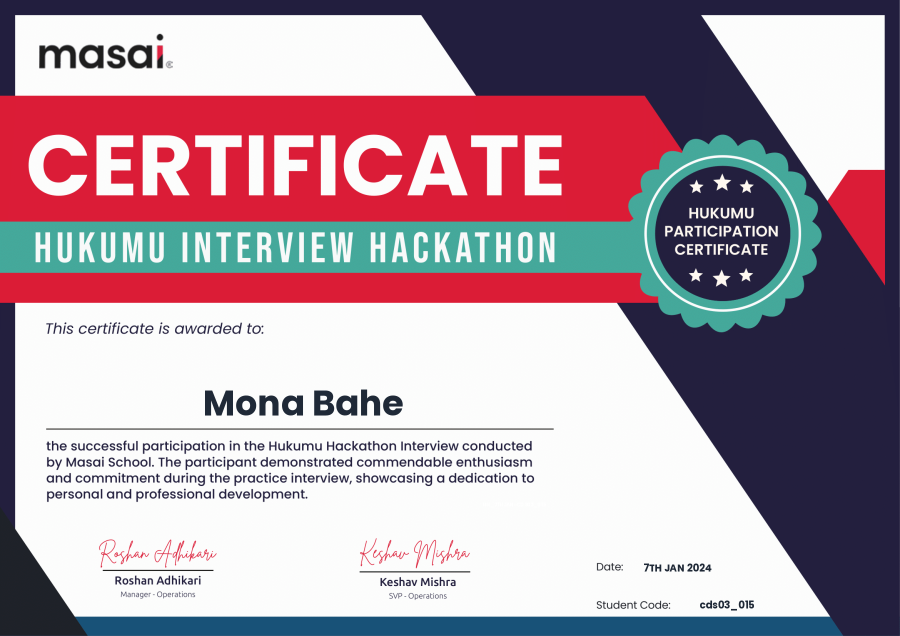 masai.
CERTIFICATE
HUKUMU INTERVIEW HACKATHON
HUKUMU
PARTICIPATION
CERTIFICATE
This certificate is awarded to:
Mona Bahe
the successful participation in the Hukumu Hackathon Interview conducted
by Masai School. The participant demonstrated commendable enthusiasm
and commitment during the practice interview, showcasing a dedication to
personal and professional development.
Roshan Adhikari
Roshan Adhikari
Manager - Operations
Keshav Mishra
Keshav Mishra
SVP - Operations
Date: 7TH JAN 2024
Student Code: cds03_015